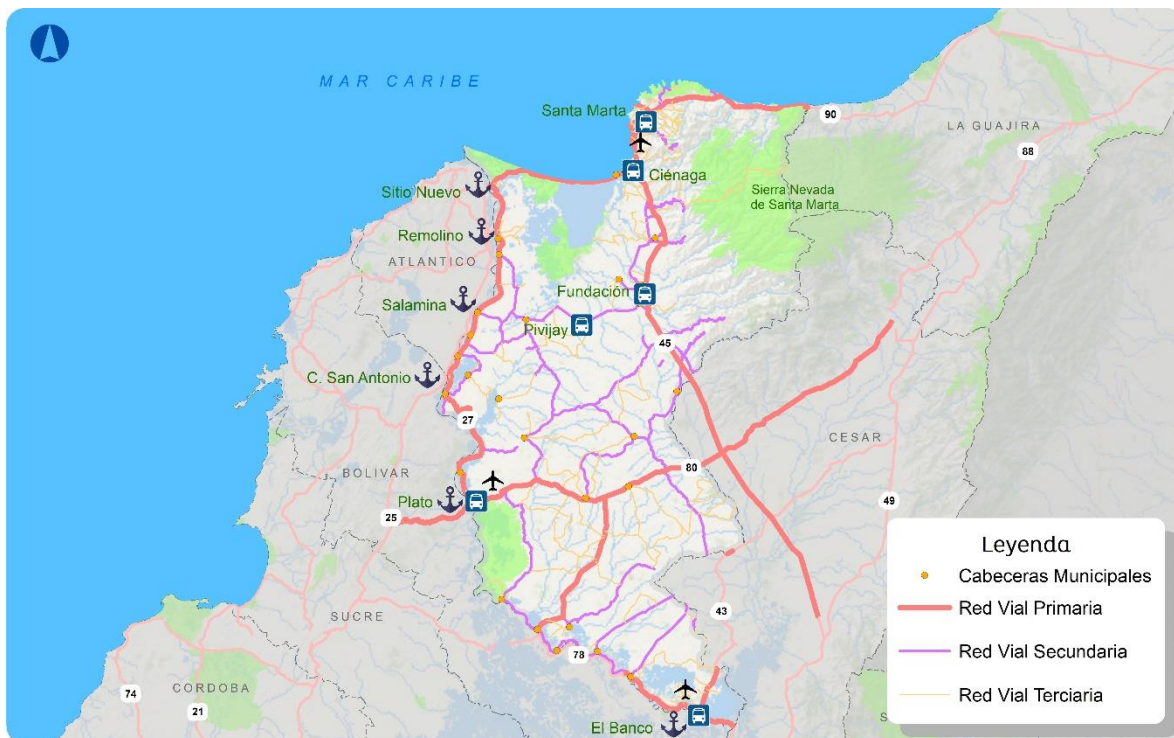 MAR CARIBE
Santa Marta
90
LA GUAJIRA
88
Ciénaga
Sitio Nuevo
Sierra Nevada
de Santa Marta
Remolino
ATLANTICO
Fundación
Salamina
Pivijay
45
C. San Antonio
27
CESAR
BOLIVAR
80
Plato
25
49
Leyenda
Cabeceras Municipales
Red Vial Primaria
Red Vial Secundaria
Red Vial Terciaria
SUCRE
43
78
CORDOBA
74
21
El Banco
S